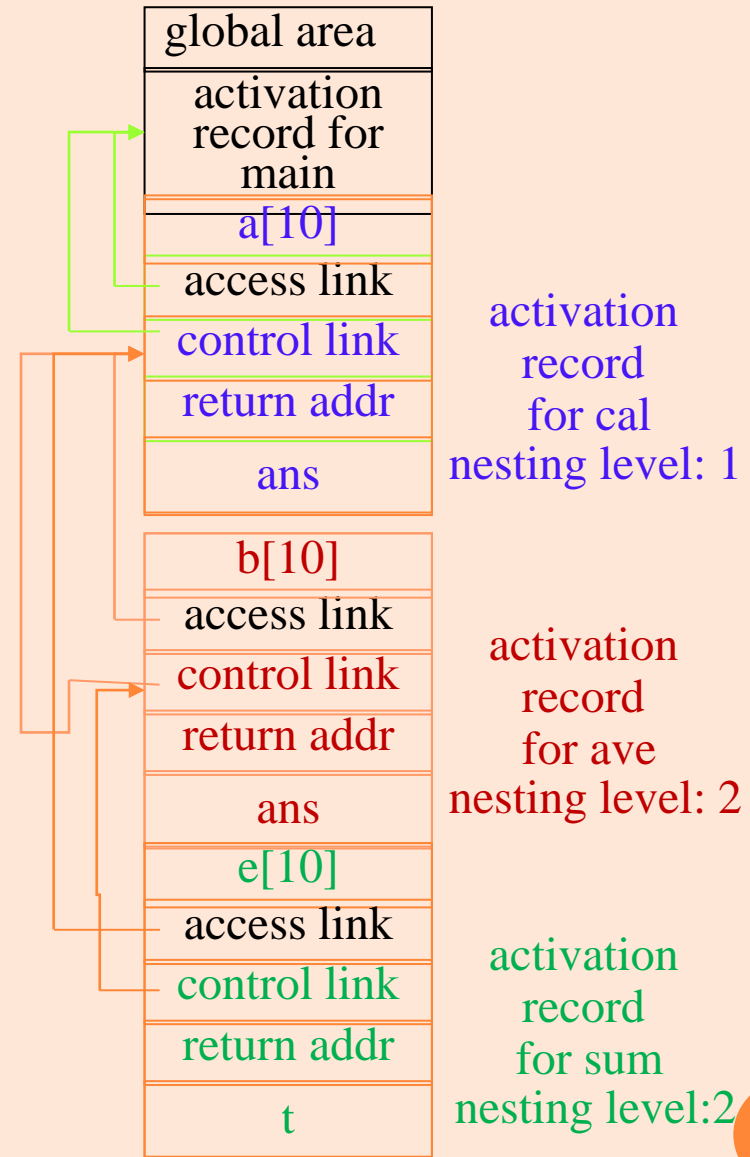 global area
activation
record for
main
a[10]
access link
control link
return addr
ans
activation
record
for cal
nesting level: 1
b[10]
access link
control link
return addr
ans
activation
record
for ave
nesting level: 2
e[10]
access link
control link
return addr
t
activation
record
for sum
nesting level:2